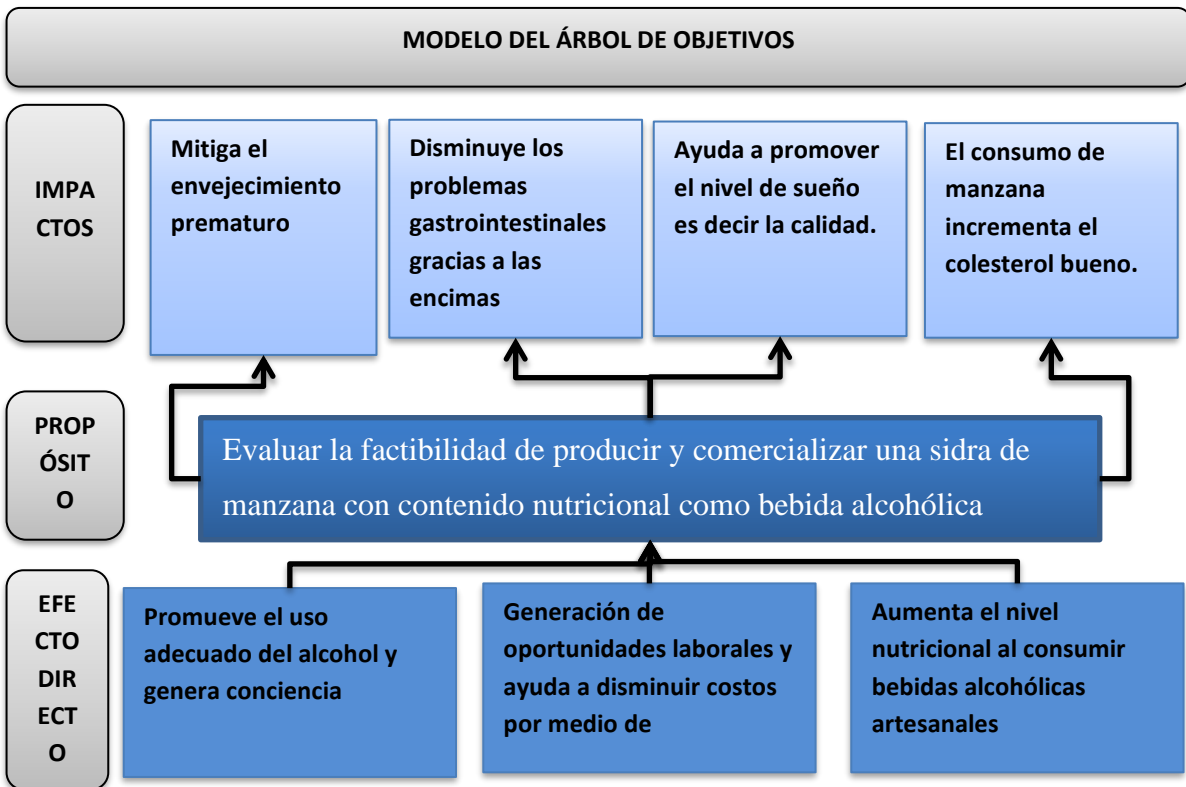 MODELO DEL ÁRBOL DE OBJETIVOS
IMPA
CTOS
Mitiga el
envejecimiento
prematuro
Disminuye los
problemas
gastrointestinales
gracias a las
encimas
Ayuda a promover
el nivel de sueño
es decir la calidad.
El consumo de
manzana
incrementa el
colesterol bueno.
PROP
ÓSIT
O
Evaluar la factibilidad de producir y comercializar una sidra de
manzana con contenido nutricional como bebida alcohólica
EFE
CTO
DIR
ECT
O
Promueve el uso
adecuado del alcohol y
genera conciencia
Generación de
oportunidades laborales y
ayuda a disminuir costos
por medio de
Aumenta el nivel
nutricional al consumir
bebidas alcohólicas
artesanales